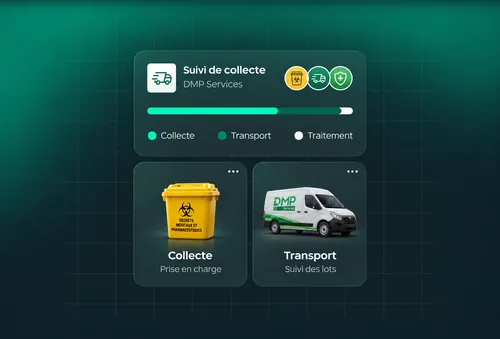 Suivi de collecte
DMP Services
Collecte
Transport
Traitement
DÉCHETS
MÉDICAUX ET
PHARMACEUTIQUES
DMP
Collecte
Prise en charge
Transport
Suivi des lots